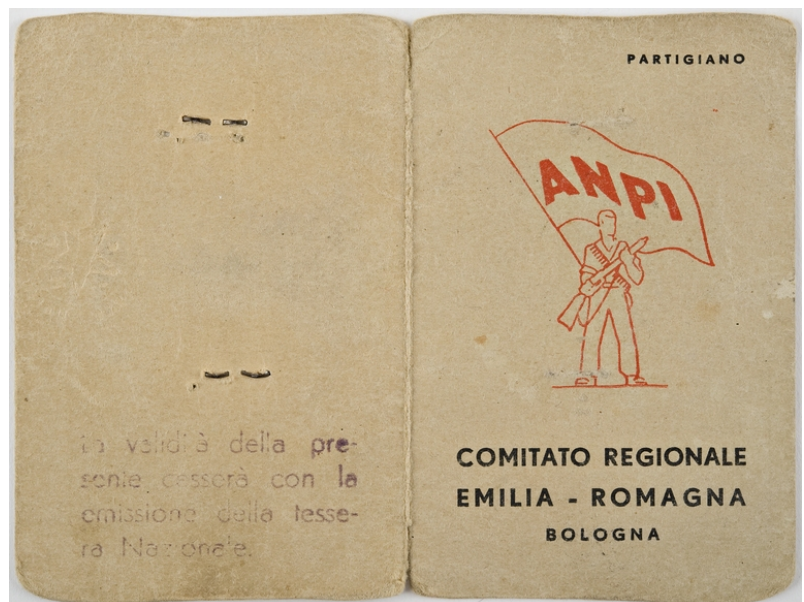 La validità della pre-
sente cesserà con la
emissione della tesse-
ra Nazionale.
PARTIGIANO
ANPI
COMITATO REGIONALE
EMILIA - ROMAGNA
BOLOGNA